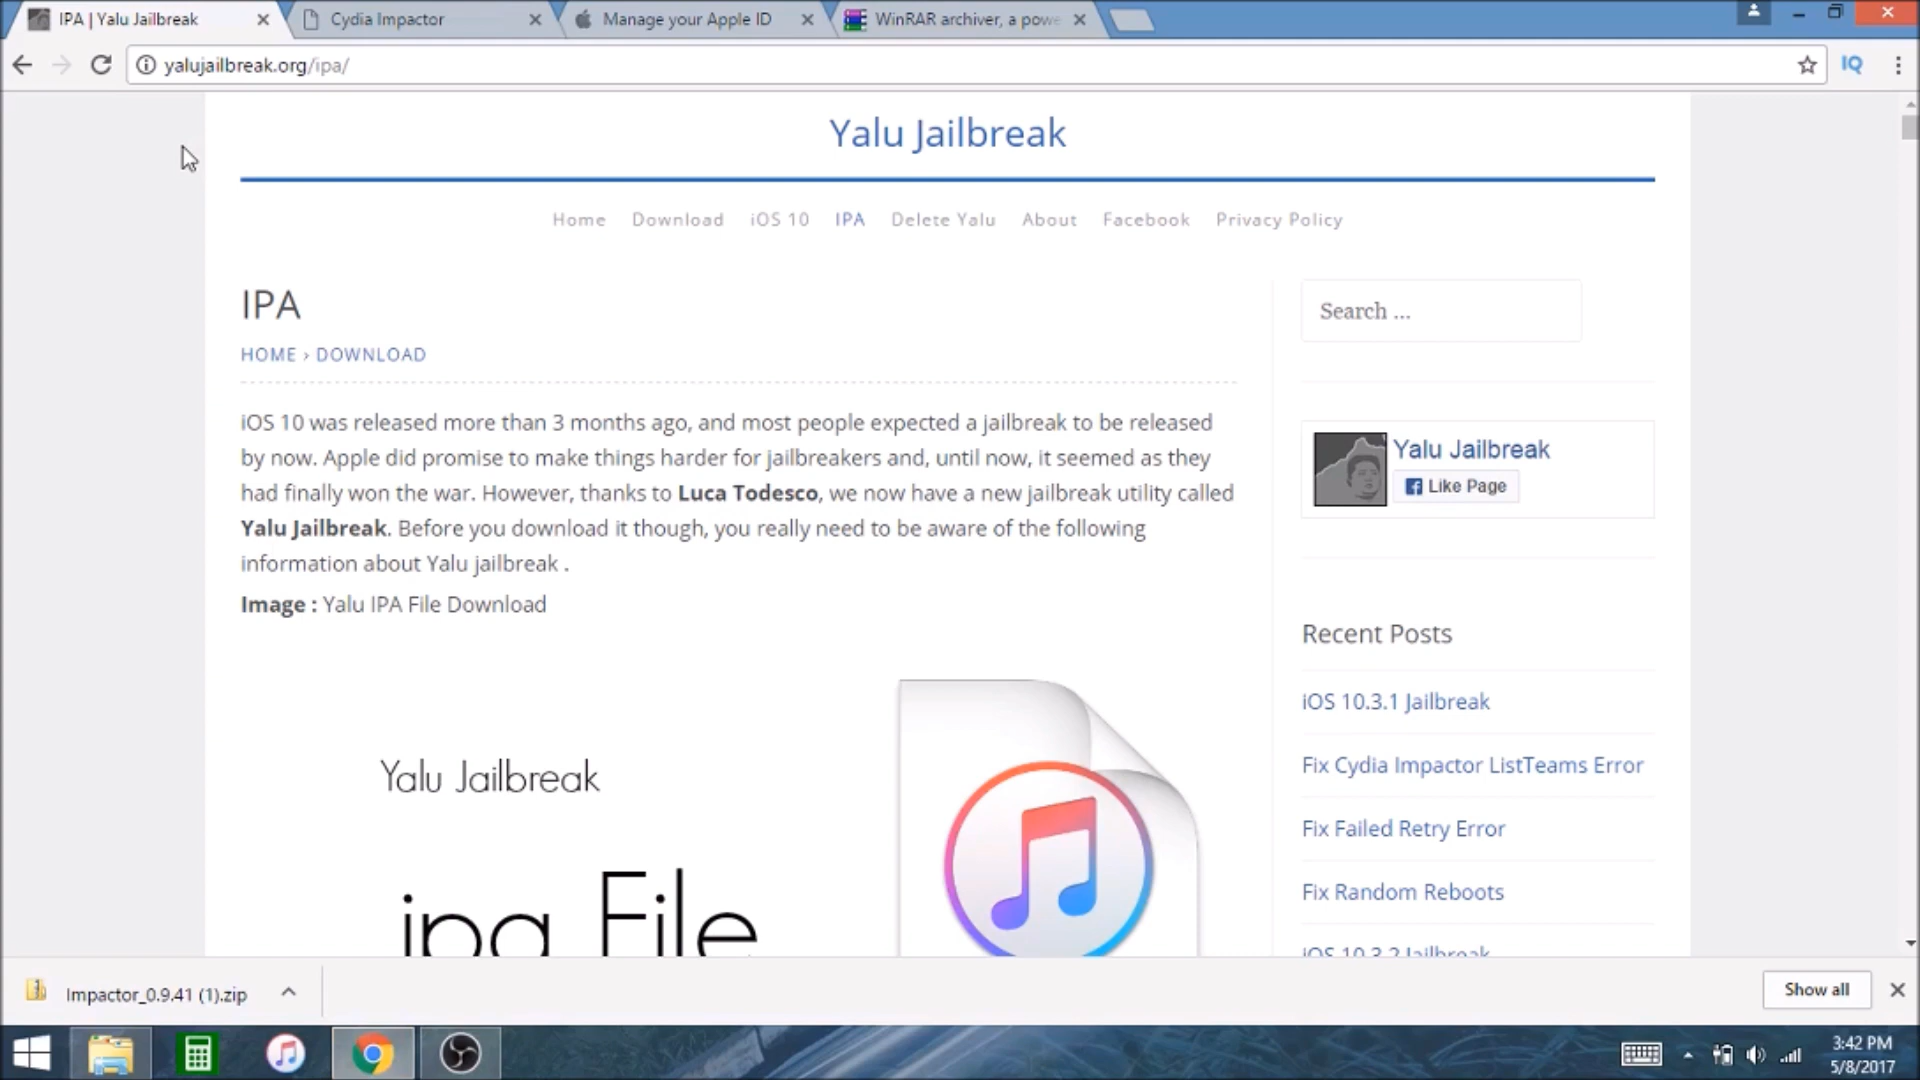 IPA | Yalu Jailbreak
Cydia Impactor
Manage your Apple ID
WinRAR archiver, a powe
yalujailbreak.org/ipa/
IQ
Yalu Jailbreak
Home Download iOS 10 IPA Delete Yalu About Facebook Privacy Policy
IPA
HOME › DOWNLOAD
iOS 10 was released more than 3 months ago, and most people expected a jailbreak to be released
by now. Apple did promise to make things harder for jailbreakers and, until now, it seemed as they
had finally won the war. However, thanks to Luca Todesco, we now have a new jailbreak utility called
Yalu Jailbreak. Before you download it though, you really need to be aware of the following
information about Yalu jailbreak .
Image : Yalu IPA File Download
Yalu Jailbreak
ipa File
Search ...
Yalu Jailbreak
Like Page
Recent Posts
iOS 10.3.1 Jailbreak
Fix Cydia Impactor ListTeams Error
Fix Failed Retry Error
Fix Random Reboots
iOS 10.3.2 Jailbreak
Impactor_0.9.41 (1).zip
Show all
3:42 PM
5/8/2017